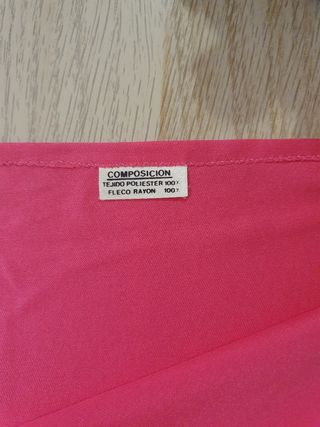 COMPOSICION
TEJIDO POLIESTER 100%
FLECO RAYON 100%